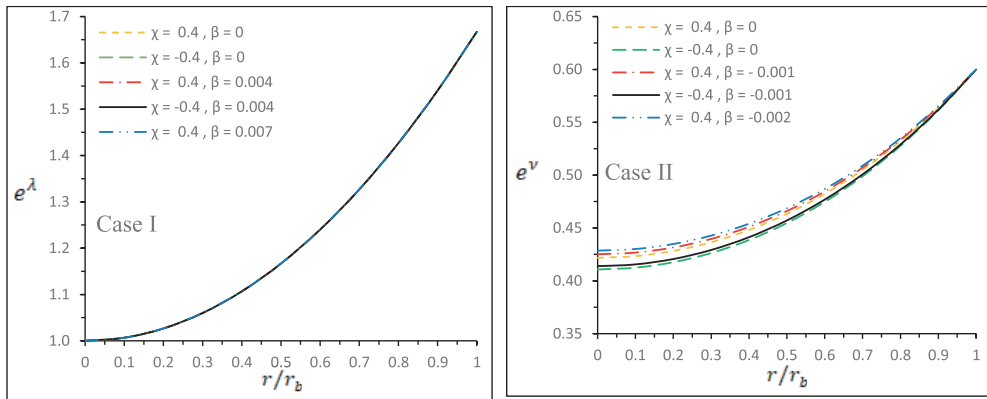 1.7
1.6
1.5
1.4
1.3
1.2
1.1
1.0
e^λ
χ = 0.4 , β = 0
χ = -0.4 , β = 0
χ = 0.4 , β = 0.004
χ = -0.4 , β = 0.004
χ = 0.4 , β = 0.007
Case I
0 0.1 0.2 0.3 0.4 0.5 0.6 0.7 0.8 0.9 1
r/r_b
0.65
0.60
0.55
0.50
0.45
0.40
0.35
e^ν
χ = 0.4 , β = 0
χ = -0.4 , β = 0
χ = 0.4 , β = - 0.001
χ = -0.4 , β = -0.001
χ = 0.4 , β = -0.002
Case II
0 0.1 0.2 0.3 0.4 0.5 0.6 0.7 0.8 0.9 1
r/r_b